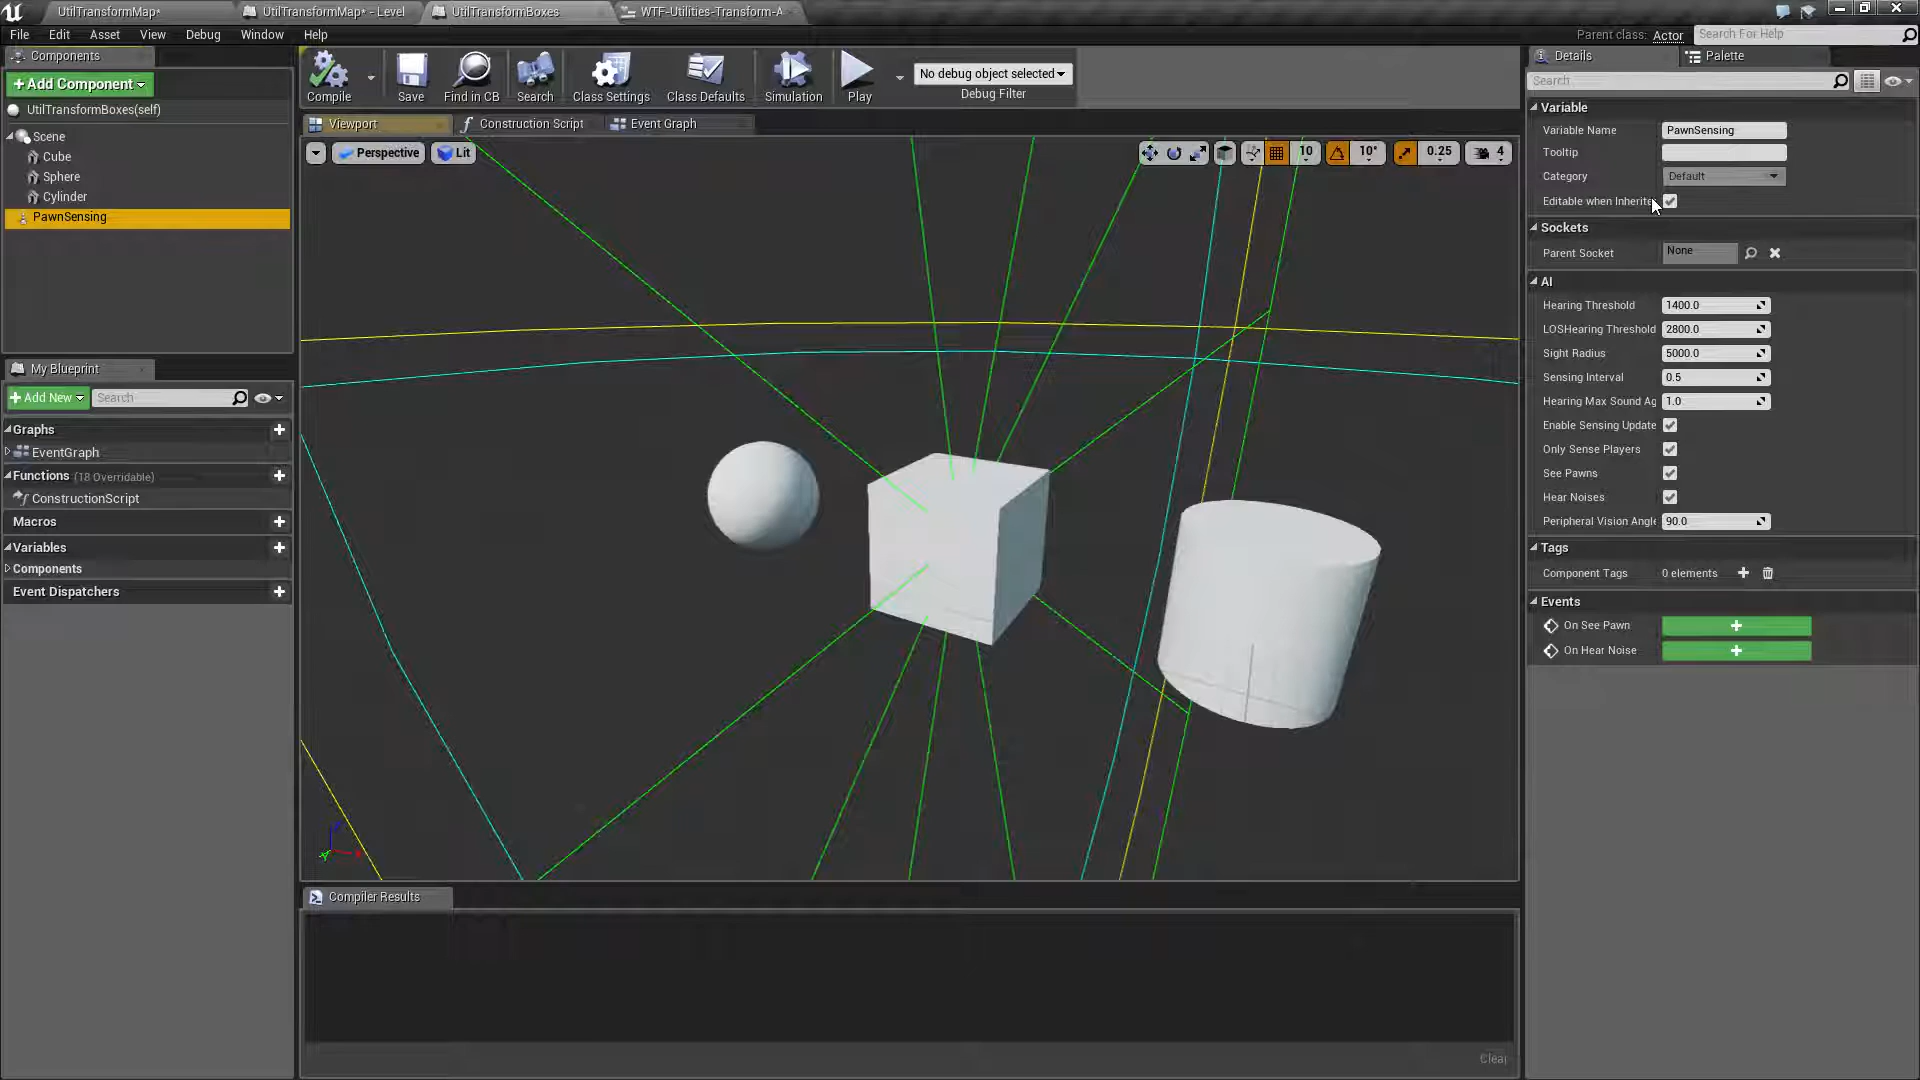 UtilTransformMap*
UtilTransformMap* - Level
UtilTransformBoxes
WTF-Utilities-Transform-A
File Edit Asset View Debug Window Help
Parent class: Actor
Search For Help
Components
+Add Component
UtilTransformBoxes(self)
Scene
Cube
Sphere
Cylinder
PawnSensing
My Blueprint
+Add New
Search
Graphs
EventGraph
Functions (18 Overridable)
ConstructionScript
Macros
Variables
Components
Event Dispatchers
Compile
Save
Find in CB
Search
Class Settings
Class Defaults
Simulation
Play
No debug object selected
Debug Filter
Viewport
Construction Script
Event Graph
Perspective
Lit
10
10°
0.25
4
Compiler Results
Clear
Details
Palette
Search
Variable
Variable Name PawnSensing
Tooltip
Category Default
Editable when Inherite
Sockets
Parent Socket None
AI
Hearing Threshold 1400.0
LOSHearing Threshold 2800.0
Sight Radius 5000.0
Sensing Interval 0.5
Hearing Max Sound Ag 1.0
Enable Sensing Update
Only Sense Players
See Pawns
Hear Noises
Peripheral Vision Angle 90.0
Tags
Component Tags 0 elements
Events
On See Pawn
On Hear Noise